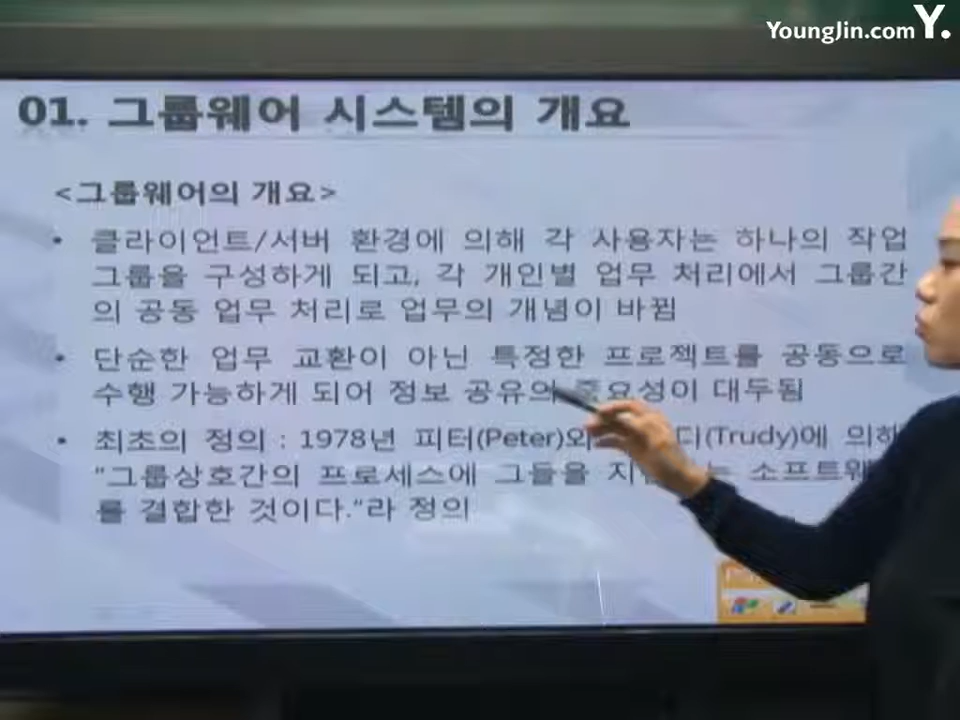 YoungJin.com Y.
01. 그룹웨어 시스템의 개요
<그룹웨어의 개요>
• 클라이언트/서버 환경에 의해 각 사용자는 하나의 작업
그룹을 구성하게 되고, 각 개인별 업무 처리에서 그룹간
의 공동 업무 처리로 업무의 개념이 바뀜
• 단순한 업무 교환이 아닌 특정한 프로젝트를 공동으로
수행 가능하게 되어 정보 공유의 중요성이 대두됨
• 최초의 정의 : 1978년 피터(Peter)와 디(Trudy)에 의해
“그룹상호간의 프로세스에 그들을 는
를 결합한 것이다.”라 정의